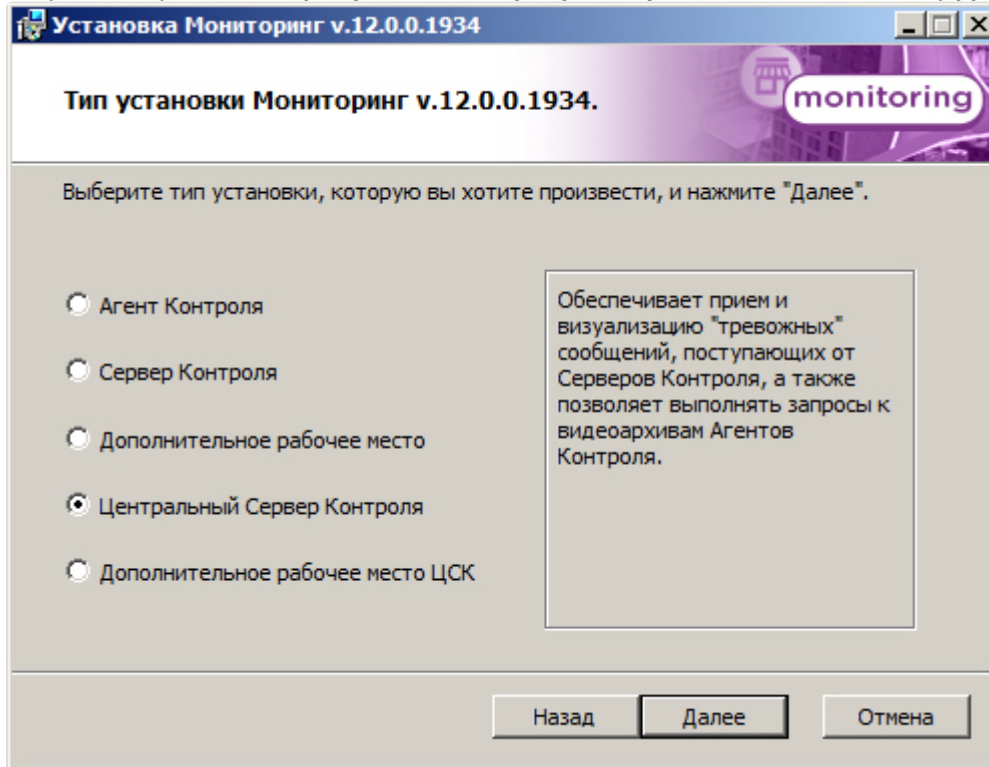 Установка Мониторинг v.12.0.0.1934
Тип установки Мониторинг v.12.0.0.1934.
monitoring
Выберите тип установки, которую вы хотите произвести, и нажмите "Далее".
Агент Контроля
Сервер Контроля
Дополнительное рабочее место
Центральный Сервер Контроля
Дополнительное рабочее место ЦСК
Обеспечивает прием и
визуализацию "тревожных"
сообщений, поступающих от
Серверов Контроля, а также
позволяет выполнять запросы к
видеоархивам Агентов
Контроля.
Назад
Далее
Отмена